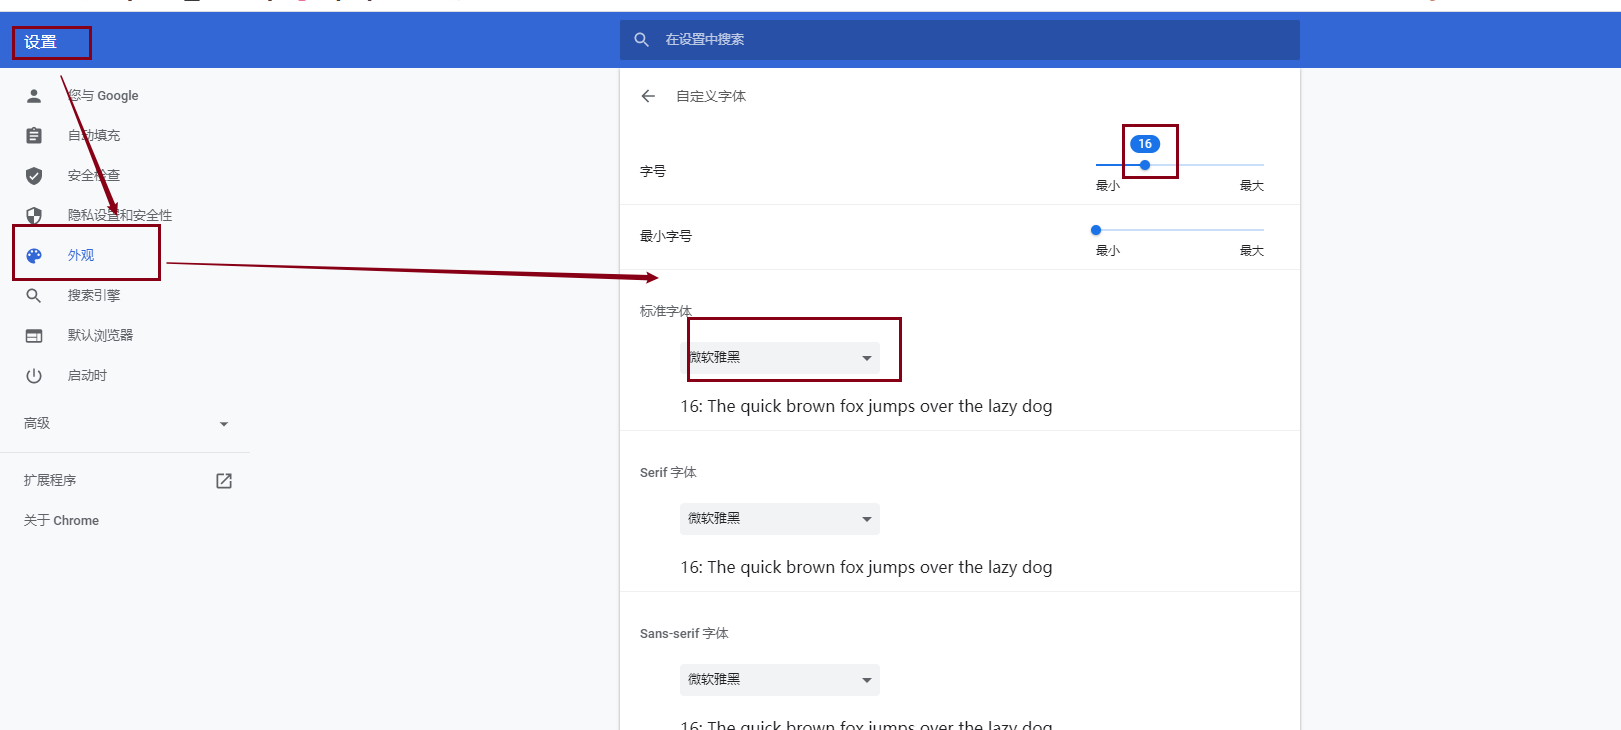 设置
在设置中搜索
您与 Google
自动填充
安全检查
隐私设置和安全性
外观
搜索引擎
默认浏览器
启动时
高级
扩展程序
关于 Chrome
自定义字体
16
字号
最小 最大
最小字号
最小 最大
标准字体
微软雅黑
16: The quick brown fox jumps over the lazy dog
Serif 字体
微软雅黑
16: The quick brown fox jumps over the lazy dog
Sans-serif 字体
微软雅黑
16: The quick brown fox jumps over the lazy dog